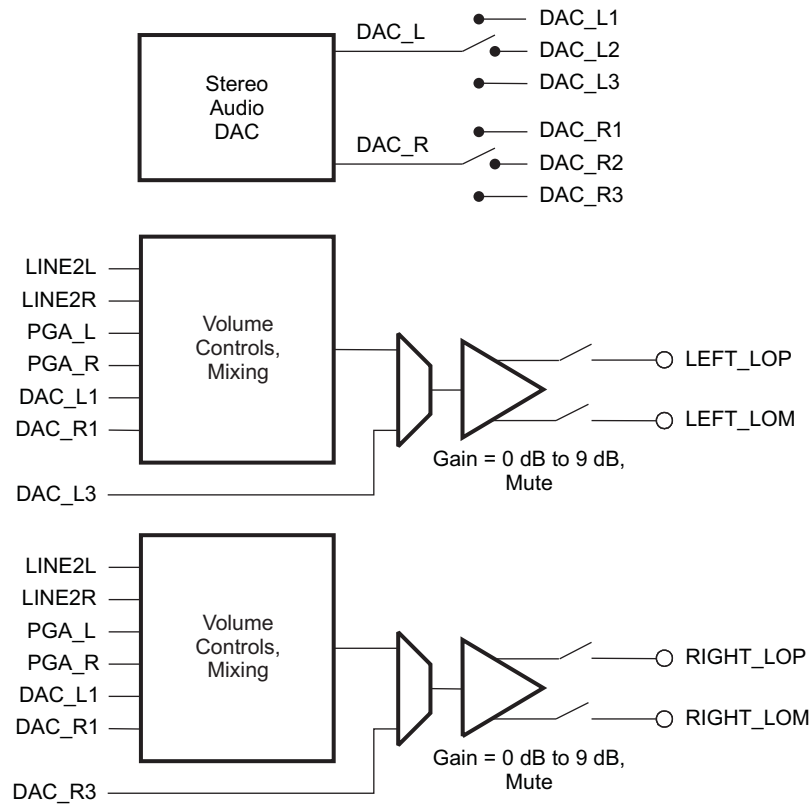 DAC_L
DAC_L1
DAC_L2
DAC_L3
Stereo
Audio
DAC
DAC_R
DAC_R1
DAC_R2
DAC_R3
LINE2L
LINE2R
PGA_L
PGA_R
DAC_L1
DAC_R1
Volume
Controls,
Mixing
LEFT_LOP
LEFT_LOM
Gain = 0 dB to 9 dB,
Mute
DAC_L3
LINE2L
LINE2R
PGA_L
PGA_R
DAC_L1
DAC_R1
Volume
Controls,
Mixing
RIGHT_LOP
RIGHT_LOM
Gain = 0 dB to 9 dB,
Mute
DAC_R3